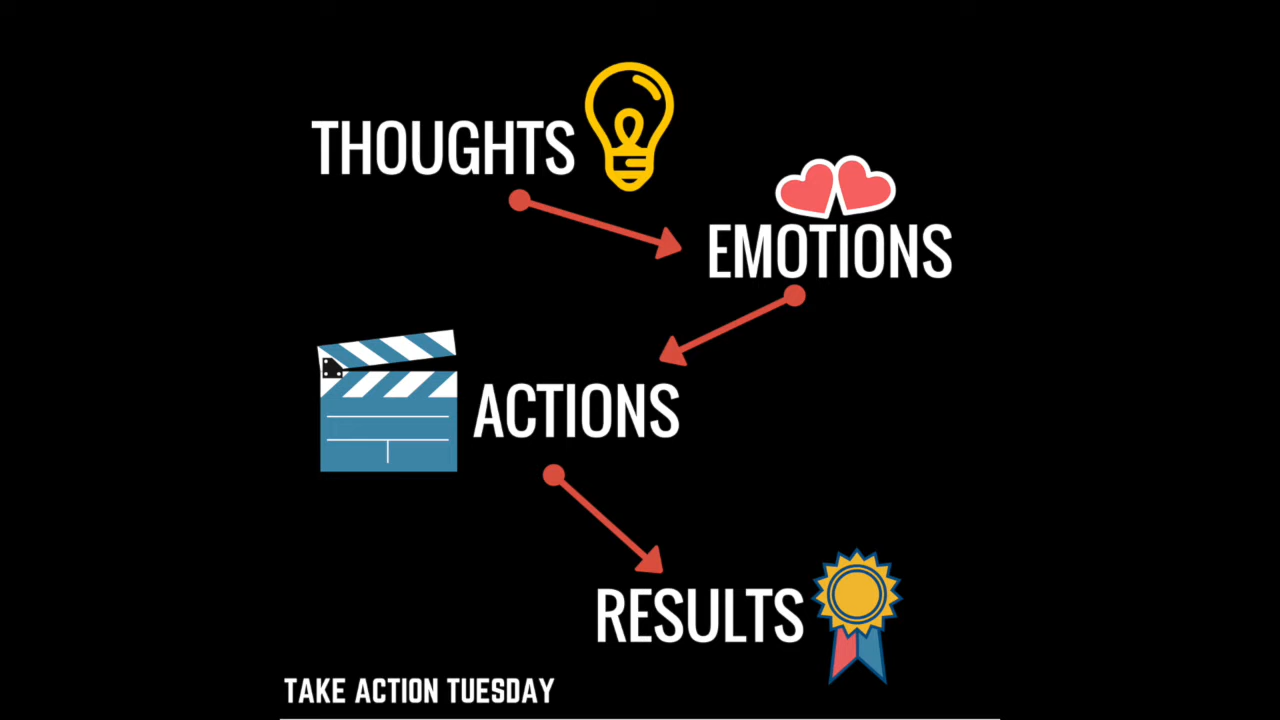 THOUGHTS
EMOTIONS
ACTIONS
RESULTS
TAKE ACTION TUESDAY